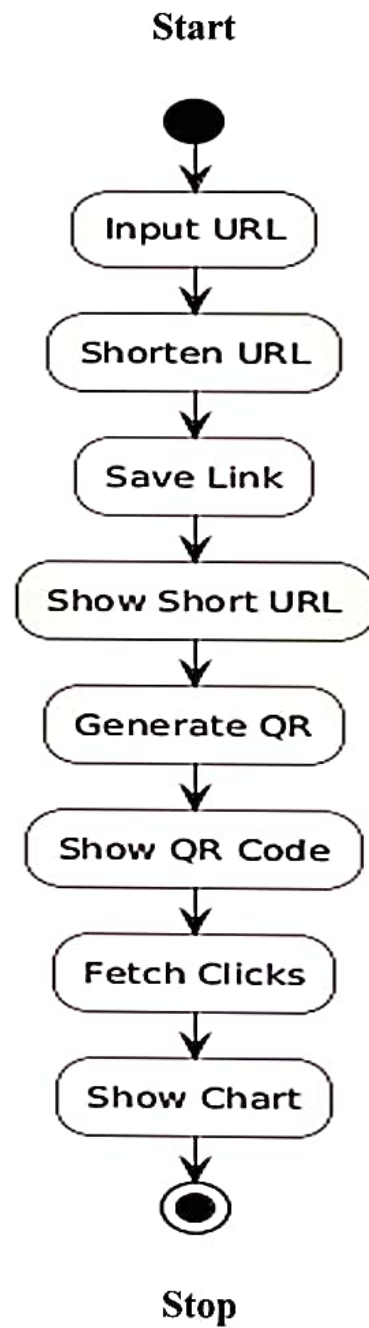 Start
Input URL
Shorten URL
Save Link
Show Short URL
Generate QR
Show QR Code
Fetch Clicks
Show Chart
Stop